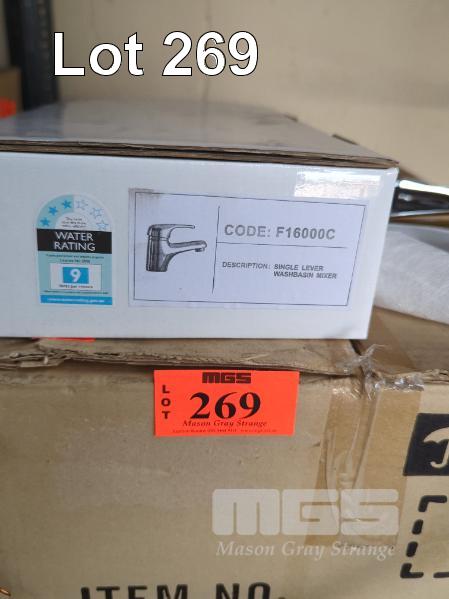 Lot 269
WATER
RATING
9
CODE: F16000C
DESCRIPTION: SINGLE LEVER
WASHBASIN MIXER
MGS
LOT
269
Mason Gray Strange
MGS
Mason Gray Strange
ITEM NO.